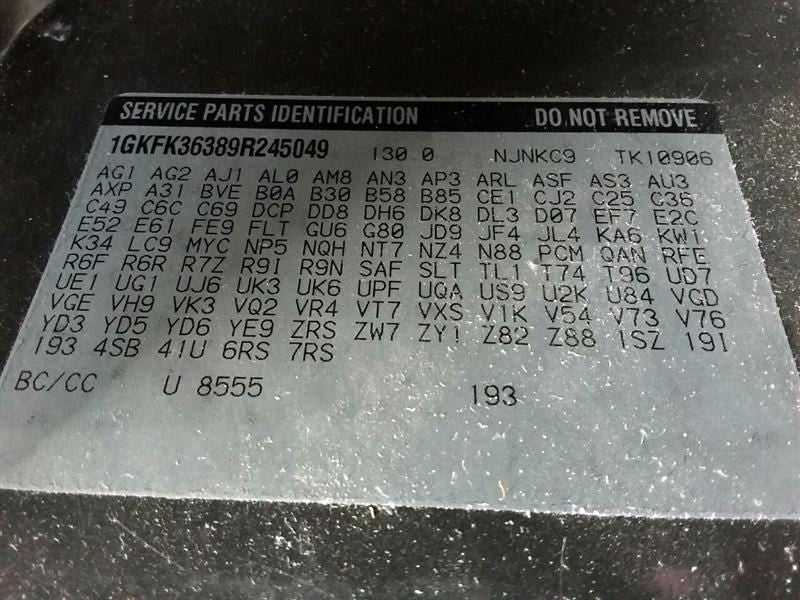 SERVICE PARTS IDENTIFICATION DO NOT REMOVE
1GKFK36389R245049 130.0 NJNKC9 TK10906
AG1 AG2 AJ1 AL0 AM8 AN3 AP3 ARL ASF AS3 AU3
AXP A31 BVE B0A B30 B58 B85 CE1 CJ2 C25 C36
C49 C6C C69 DCP DD8 DH6 DK8 DL3 D07 EF7 E2C
E52 E61 FE9 FLT GU6 G80 JD9 JF4 JL4 KA6 KW1
K34 LC9 MYC NP5 NQH NT7 NZ4 N88 PCM QAN RFE
R6F R6R R7Z R9I R9N SAF SLT TL1 T74 T96 UD7
UE1 UG1 UJ6 UK3 UK6 UPF UQA US9 U2K U84 VGD
VGE VH9 VK3 VQ2 VR4 VT7 VXS V1K V54 V73 V76
YD3 YD5 YD6 YE9 ZRS ZW7 ZY1 Z82 Z88 1SZ 19I
193 4SB 41U 6RS 7RS
BC/CC U 8555 193